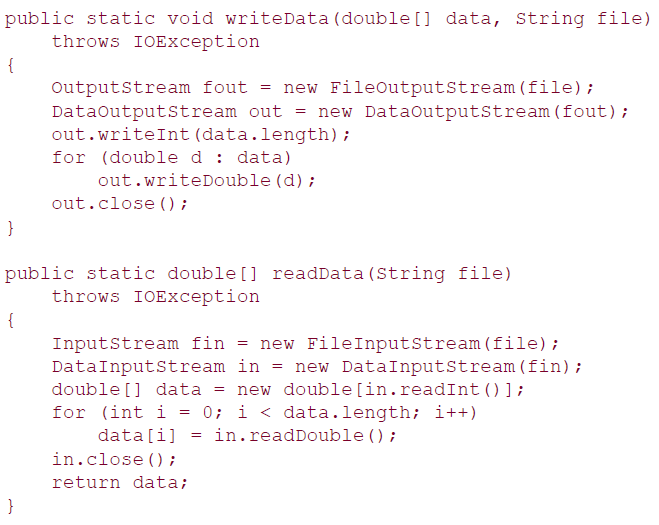 public static void writeData(double[] data, String file)
    throws IOException
{
    OutputStream fout = new FileOutputStream(file);
    DataOutputStream out = new DataOutputStream(fout);
    out.writeInt(data.length);
    for (double d : data)
        out.writeDouble(d);
    out.close();
}

public static double[] readData(String file)
    throws IOException
{
    InputStream fin = new FileInputStream(file);
    DataInputStream in = new DataInputStream(fin);
    double[] data = new double[in.readInt()];
    for (int i = 0; i < data.length; i++)
        data[i] = in.readDouble();
    in.close();
    return data;
}